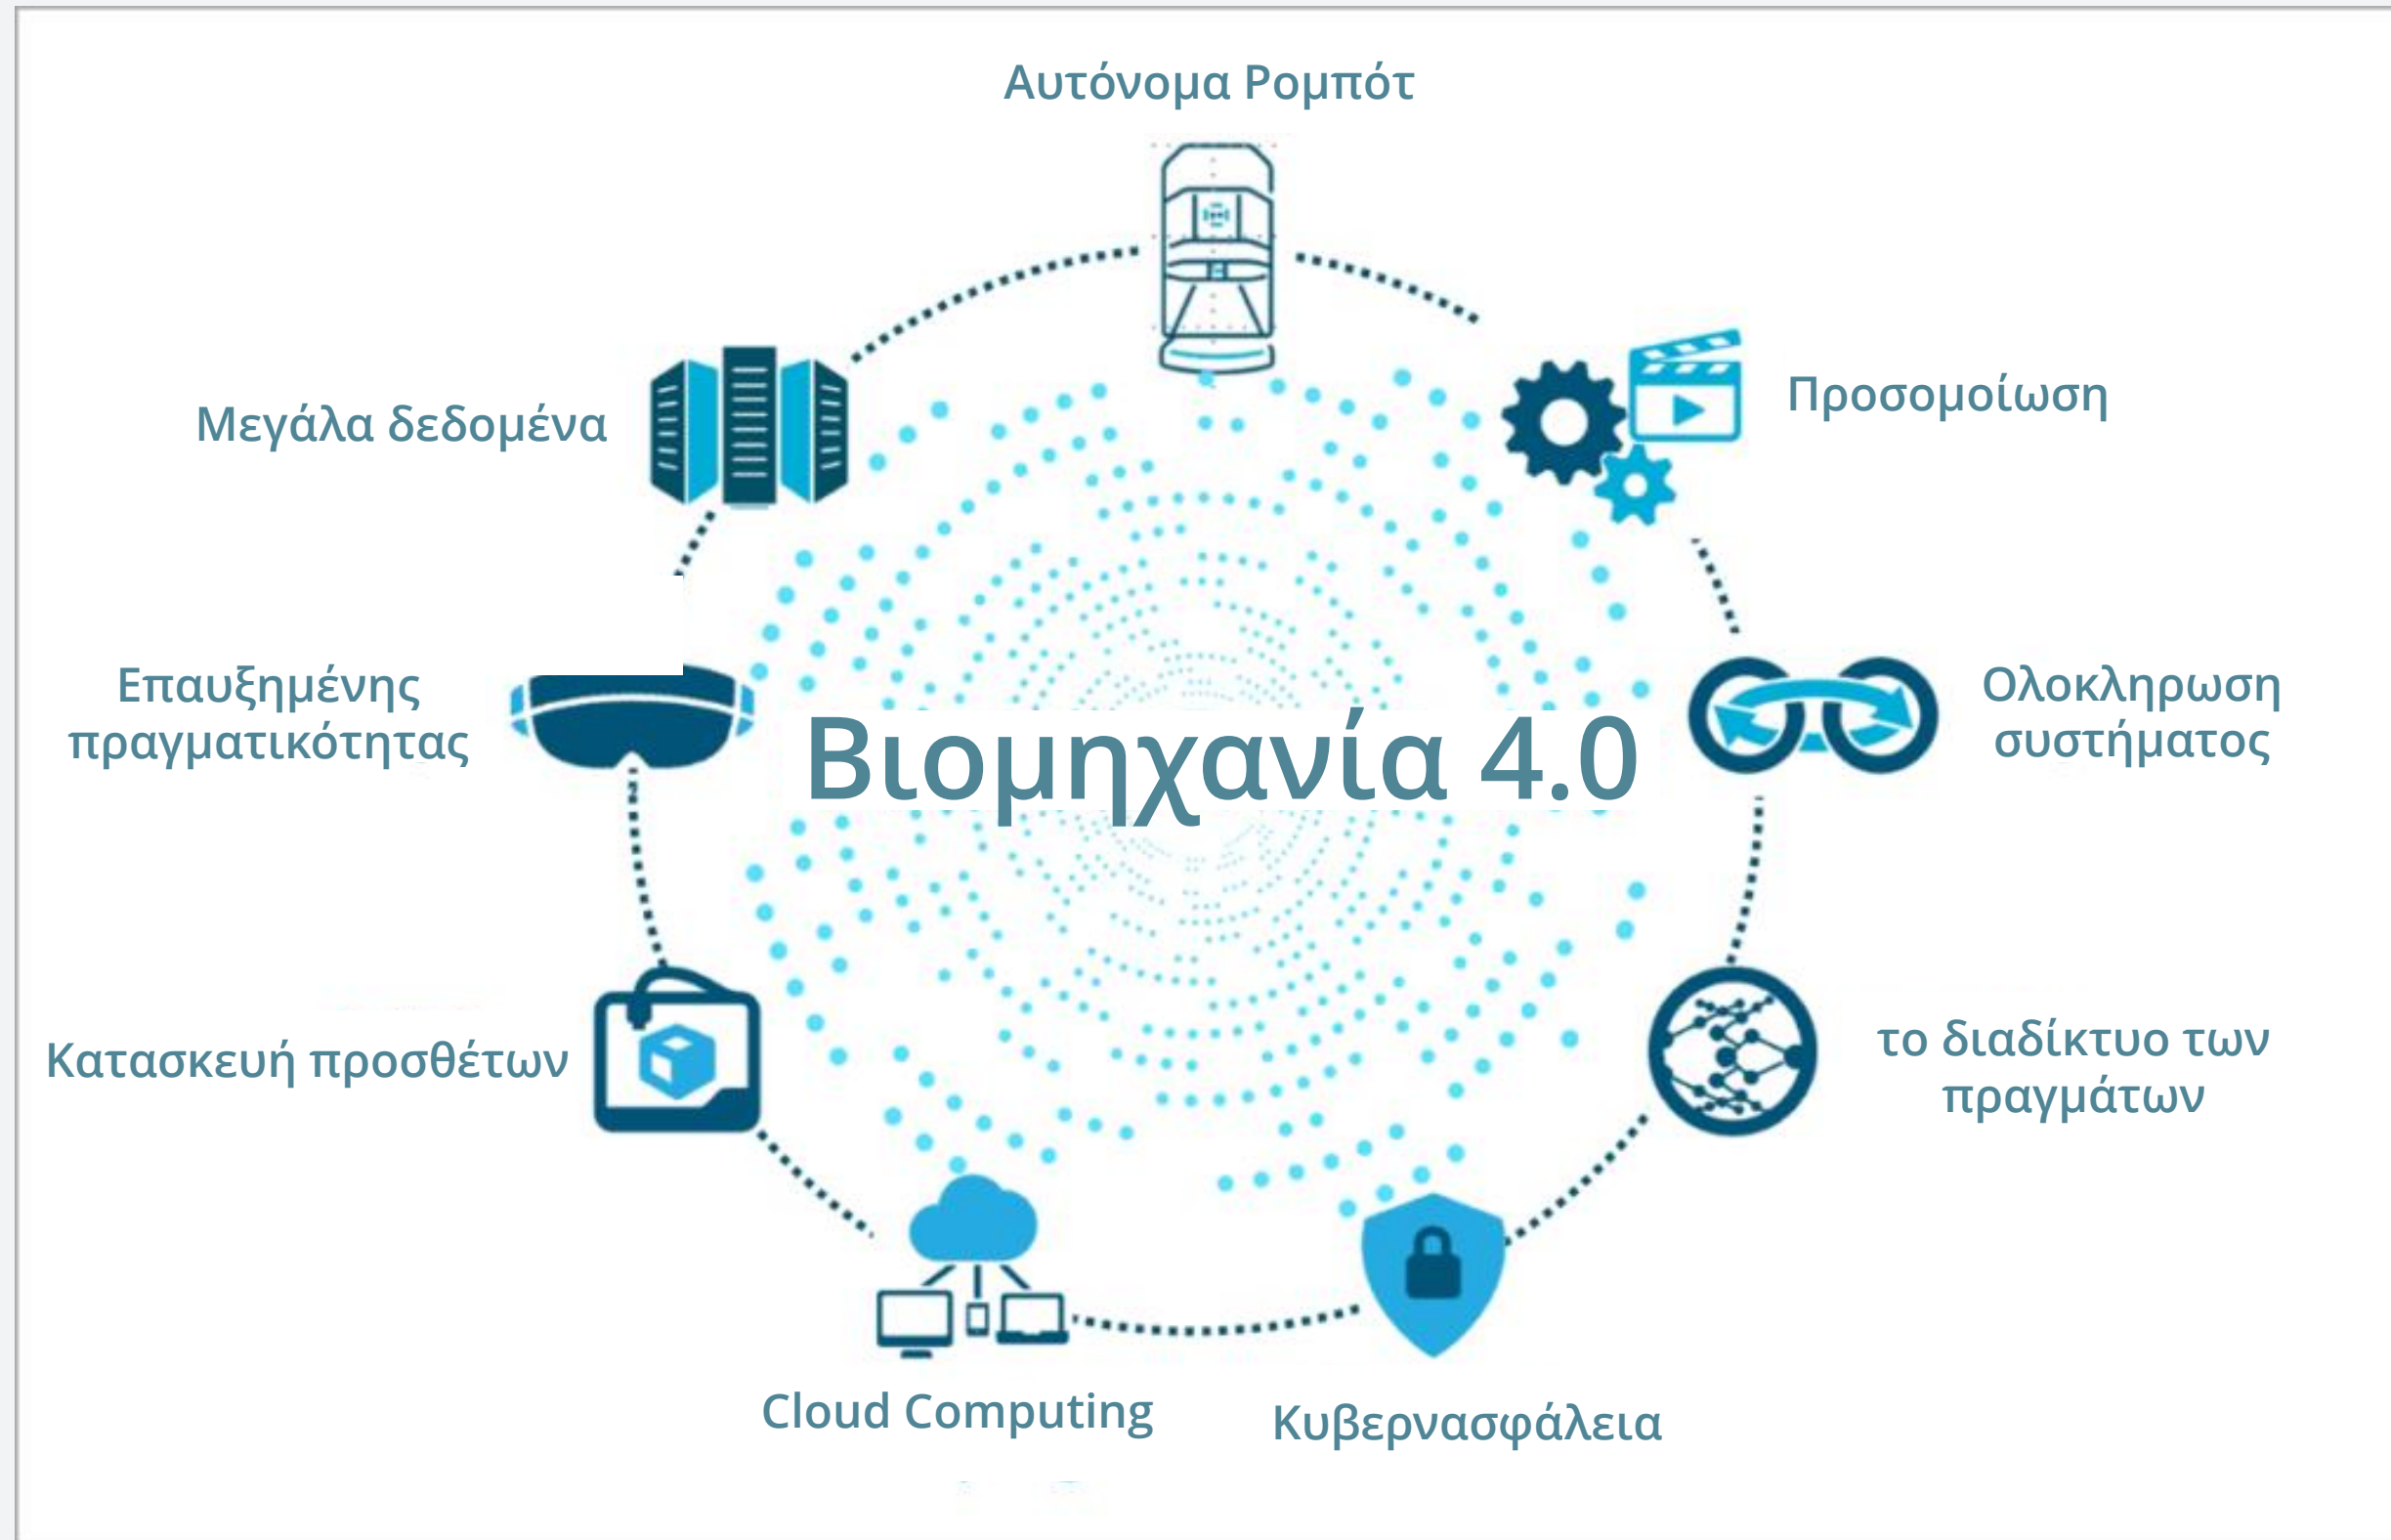 Αυτόνομα Ρομπότ
Προσομοίωση
Μεγάλα δεδομένα
Επαυξημένης
πραγματικότητας
Βιομηχανία 4.0
Ολοκληρωση
συστήματος
Κατασκευή προσθέτων
το διαδίκτυο των
πραγμάτων
Cloud Computing
Κυβερνασφάλεια